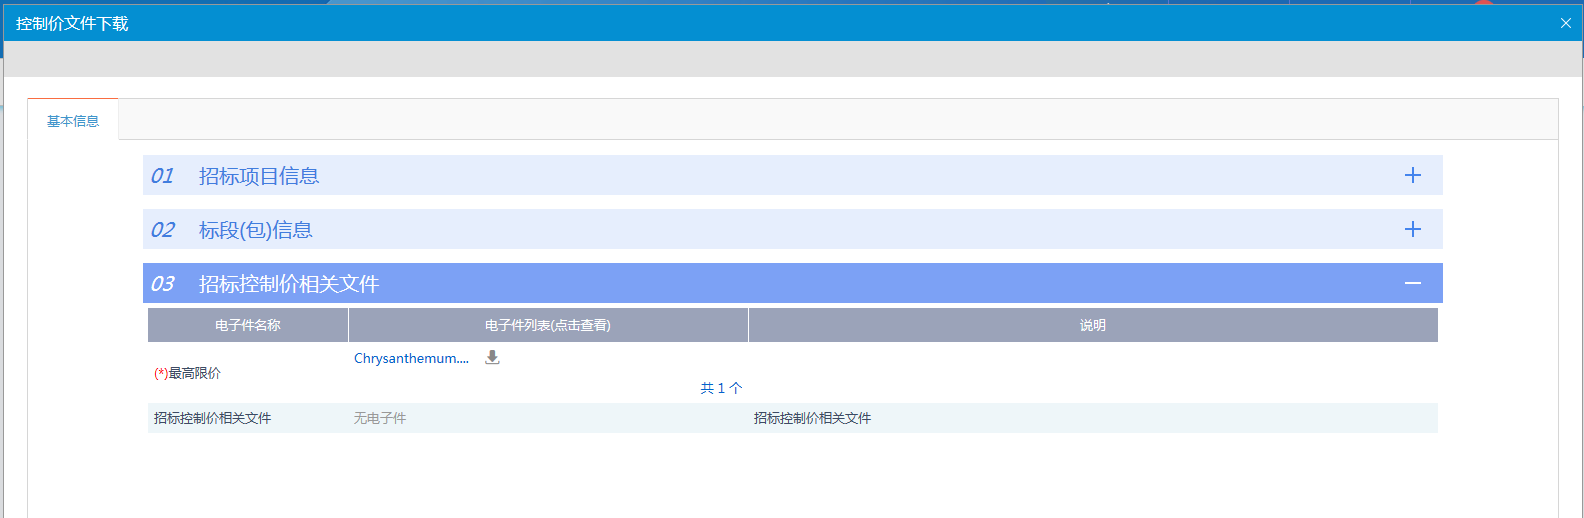 控制价文件下载
基本信息
01 招标项目信息
02 标段(包)信息
03 招标控制价相关文件
电子件名称 电子件列表(点击查看) 说明
(*)最高限价 Chrysanthemum....
共 1 个
招标控制价相关文件 无电子件 招标控制价相关文件